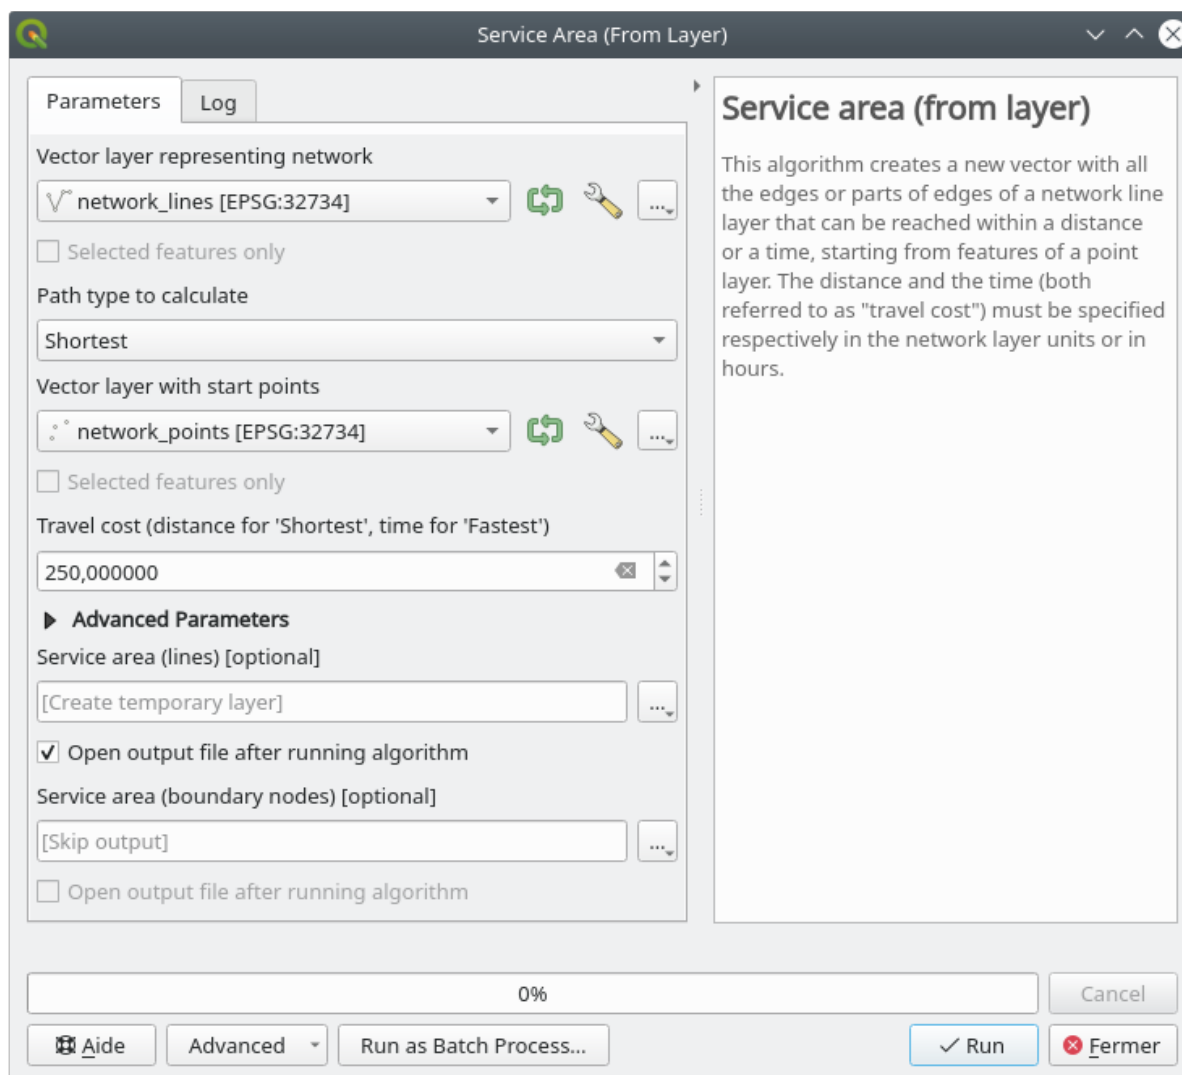 Service Area (From Layer)
Parameters
Log
Vector layer representing network
network_lines [EPSG:32734]
...
Selected features only
Path type to calculate
Shortest
Vector layer with start points
network_points [EPSG:32734]
...
Selected features only
Travel cost (distance for 'Shortest', time for 'Fastest')
250,000000
Advanced Parameters
Service area (lines) [optional]
[Create temporary layer]
...
Open output file after running algorithm
Service area (boundary nodes) [optional]
[Skip output]
...
Open output file after running algorithm
Service area (from layer)
This algorithm creates a new vector with all
the edges or parts of edges of a network line
layer that can be reached within a distance
or a time, starting from features of a point
layer. The distance and the time (both
referred to as "travel cost") must be specified
respectively in the network layer units or in
hours.
0%
Cancel
Aide
Advanced
Run as Batch Process...
Run
Fermer